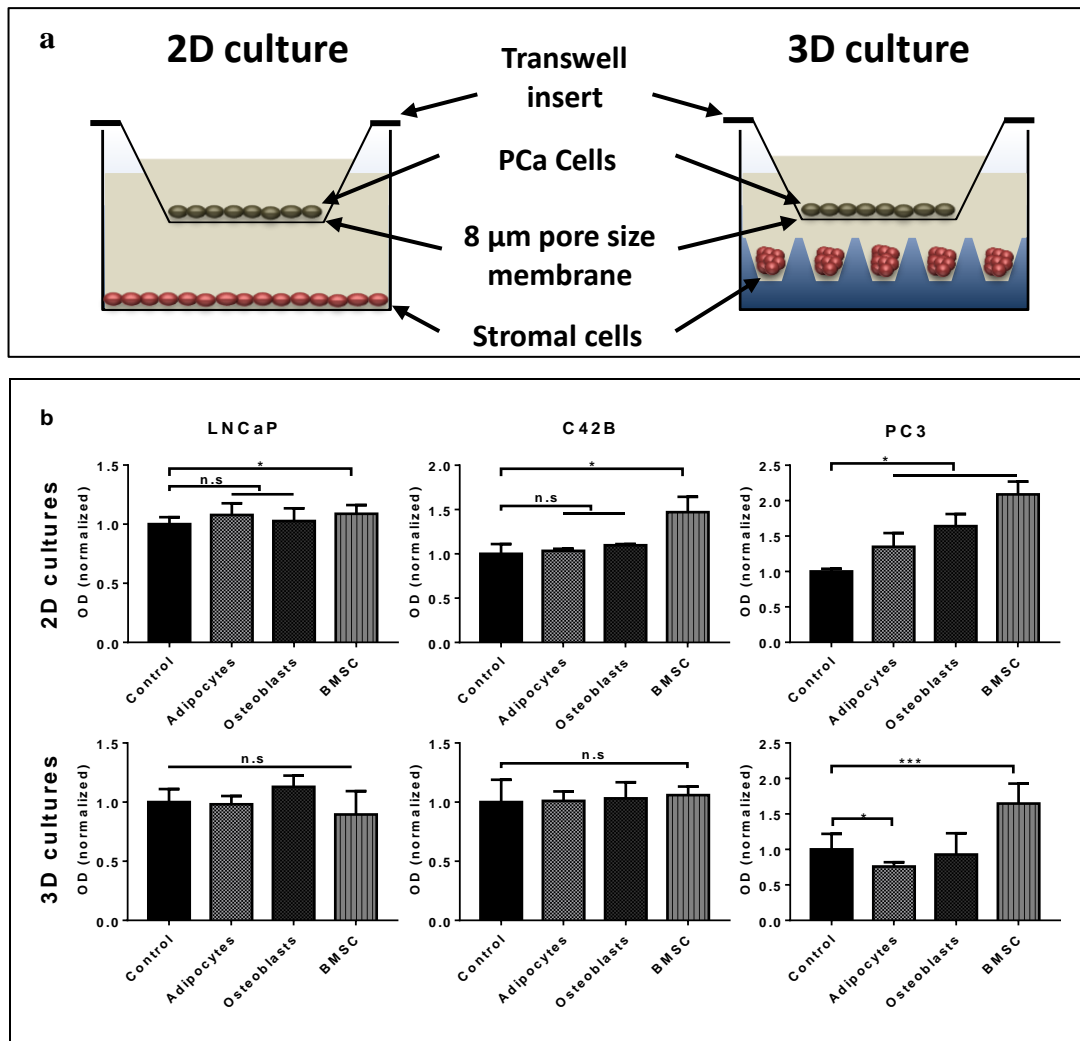 a
2D culture
3D culture
Transwell
insert
PCa Cells
8 µm pore size
membrane
Stromal cells
b
LNCaP
C42B
PC3
2D cultures
OD (normalized)
1.5
1.0
0.5
0.0
n.s
*
Control
Adipocytes
Osteoblasts
BMSC
OD (normalized)
2.0
1.5
1.0
0.5
0.0
n.s
*
Control
Adipocytes
Osteoblasts
BMSC
OD (normalized)
2.5
2.0
1.5
1.0
0.5
0.0
*
Control
Adipocytes
Osteoblasts
BMSC
3D cultures
OD (normalized)
1.5
1.0
0.5
0.0
n.s
Control
Adipocytes
Osteoblasts
BMSC
OD (normalized)
1.5
1.0
0.5
0.0
n.s
Control
Adipocytes
Osteoblasts
BMSC
OD (normalized)
2.5
2.0
1.5
1.0
0.5
0.0
***
*
Control
Adipocytes
Osteoblasts
BMSC